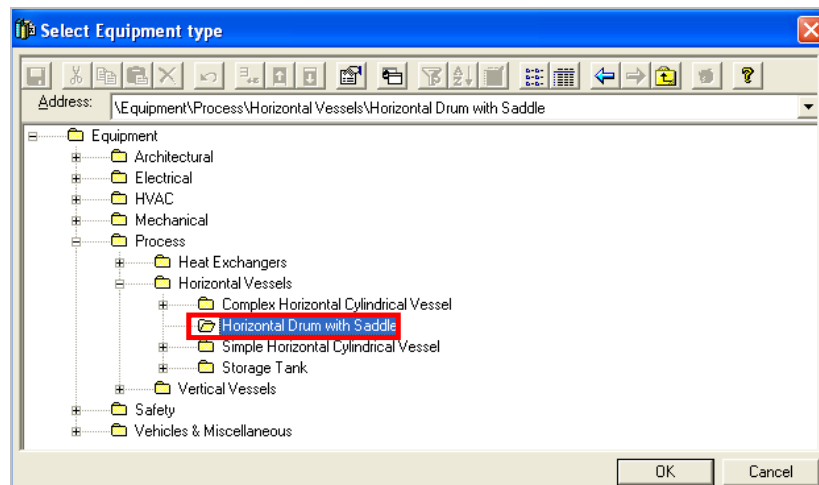 Select Equipment type
Address: \Equipment\Process\Horizontal Vessels\Horizontal Drum with Saddle
Equipment
Architectural
Electrical
HVAC
Mechanical
Process
Heat Exchangers
Horizontal Vessels
Complex Horizontal Cylindrical Vessel
Horizontal Drum with Saddle
Simple Horizontal Cylindrical Vessel
Storage Tank
Vertical Vessels
Safety
Vehicles & Miscellaneous
OK Cancel